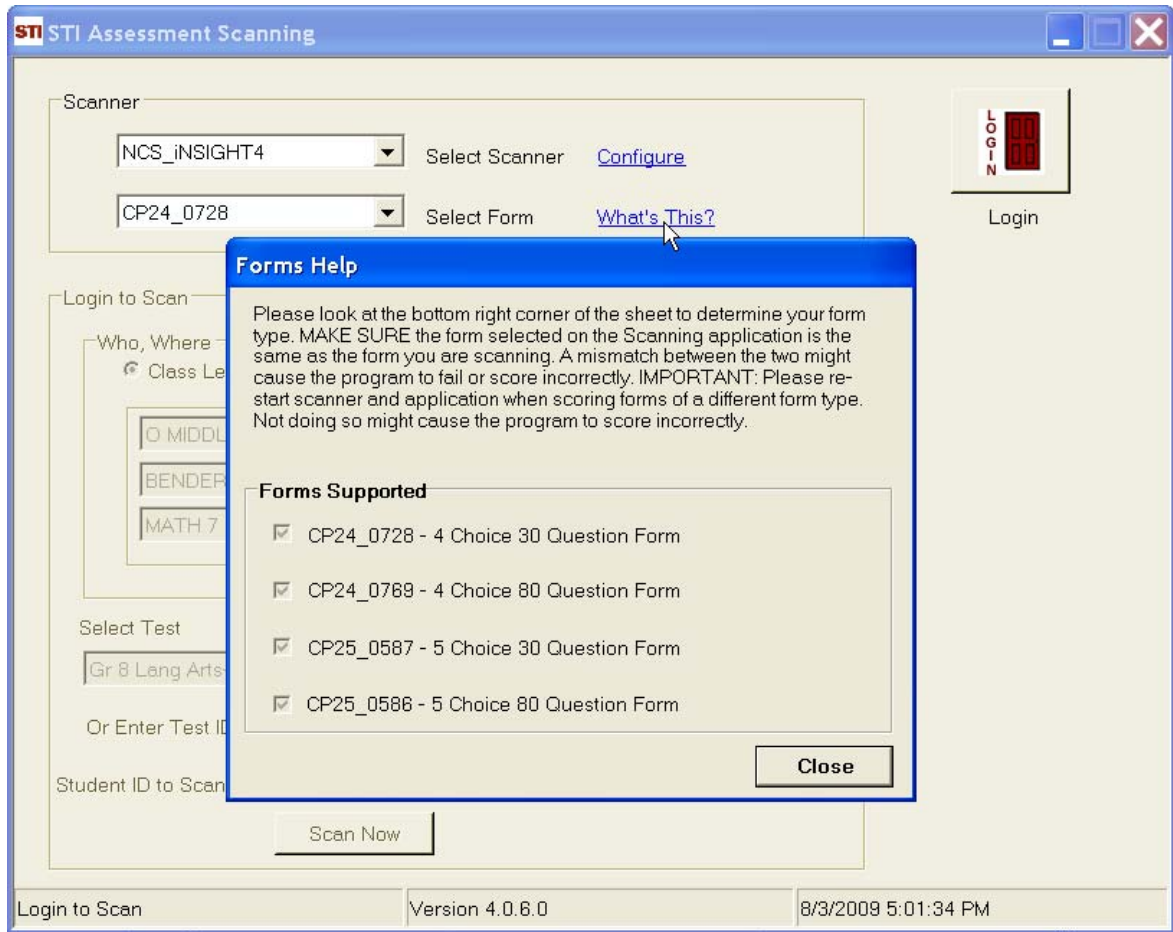 STI STI Assessment Scanning
Scanner
NCS_iNSIGHT4 Select Scanner Configure
CP24_0728 Select Form What's This?
LOGIN
Login
Forms Help
Please look at the bottom right corner of the sheet to determine your form
type. MAKE SURE the form selected on the Scanning application is the
same as the form you are scanning. A mismatch between the two might
cause the program to fail or score incorrectly. IMPORTANT: Please re-
start scanner and application when scoring forms of a different form type.
Not doing so might cause the program to score incorrectly.
Forms Supported
CP24_0728 - 4 Choice 30 Question Form
CP24_0769 - 4 Choice 80 Question Form
CP25_0587 - 5 Choice 30 Question Form
CP25_0586 - 5 Choice 80 Question Form
Close
Login to Scan
Who, Where
Class Le
O MIDDL
BENDER
MATH 7
Select Test
Gr 8 Lang Arts-
Or Enter Test ID
Student ID to Scan
Scan Now
Login to Scan Version 4.0.6.0 8/3/2009 5:01:34 PM